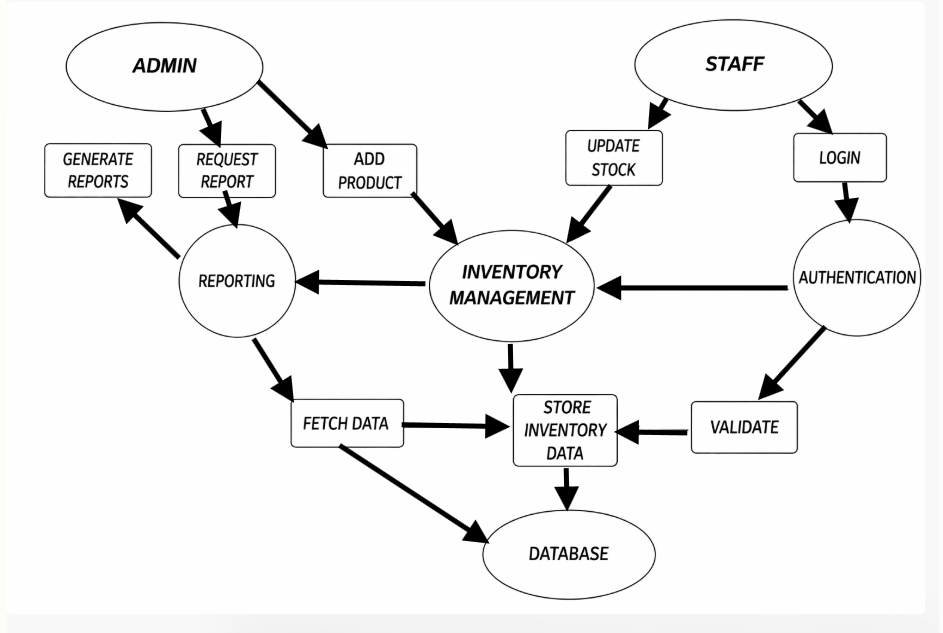 ADMIN
STAFF
GENERATE
REPORTS
REQUEST
REPORT
ADD
PRODUCT
UPDATE
STOCK
LOGIN
REPORTING
INVENTORY
MANAGEMENT
AUTHENTICATION
FETCH DATA
STORE
INVENTORY
DATA
VALIDATE
DATABASE